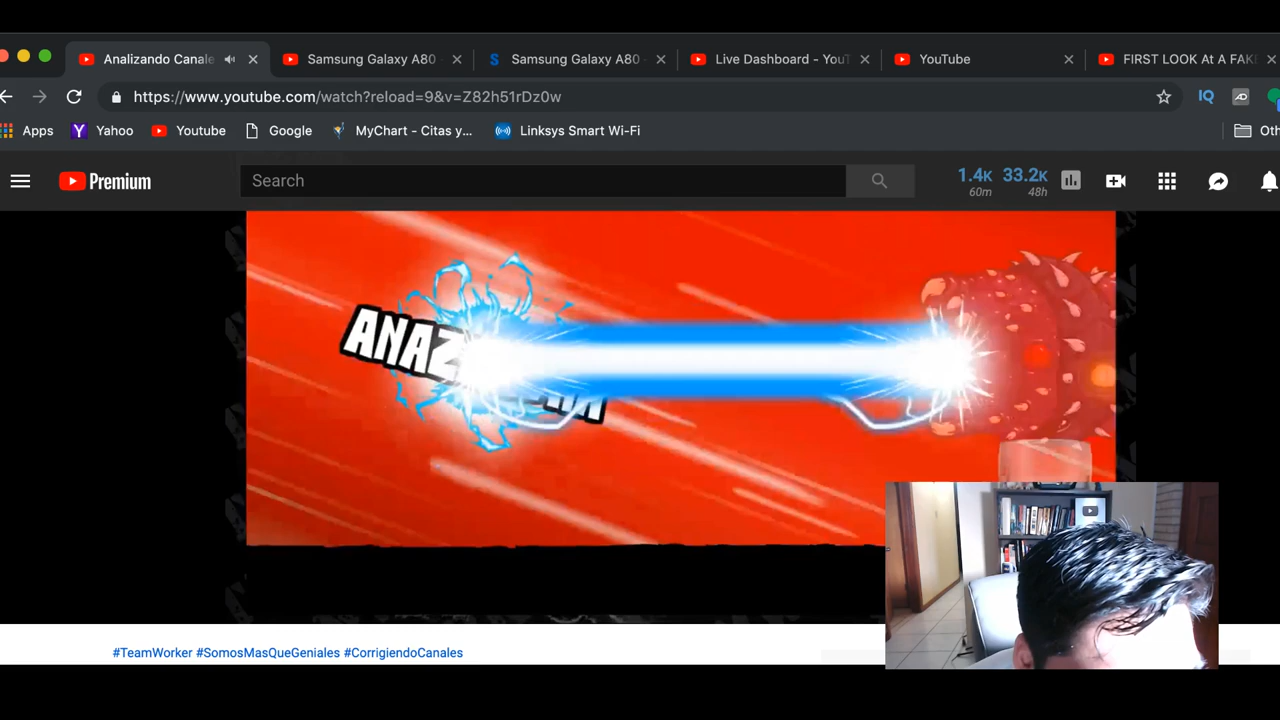 Analizando Canale
Samsung Galaxy A80
Samsung Galaxy A80
Live Dashboard - YouT
YouTube
FIRST LOOK At A FAK
https://www.youtube.com/watch?reload=9&v=Z82h51rDz0w
IQ
Apps
Yahoo
Youtube
Google
MyChart - Citas y...
Linksys Smart Wi-Fi
Oth
Premium
Search
1.4K 33.2K
60m 48h
ANAZ
#TeamWorker #SomosMasQueGeniales #CorrigiendoCanales